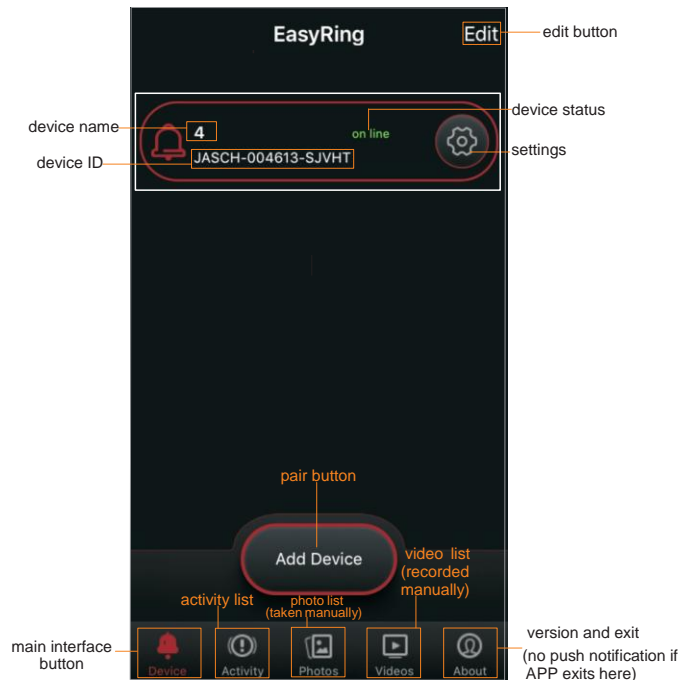 EasyRing
Edit
edit button
device status
device name
4
on line
device ID
JASCH-004613-SJVHT
settings
pair button
Add Device
video list
(recorded
manually)
activity list
photo list
(taken manually)
main interface
button
version and exit
(no push notification if
APP exits here)
Device
Activity
Photos
Videos
About